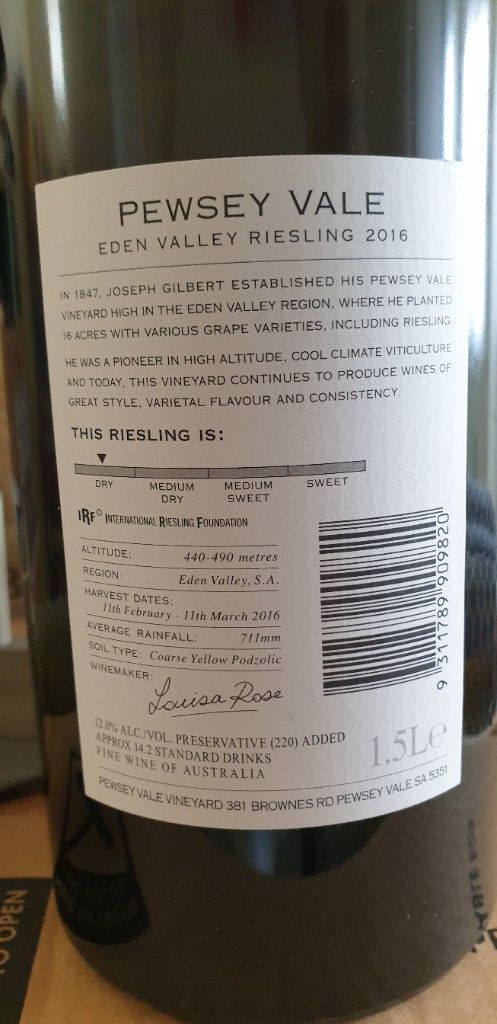 PEWSEY VALE
EDEN VALLEY RIESLING 2016
IN 1847, JOSEPH GILBERT ESTABLISHED HIS PEWSEY VALE
VINEYARD HIGH IN THE EDEN VALLEY REGION, WHERE HE PLANTED
16 ACRES WITH VARIOUS GRAPE VARIETIES, INCLUDING RIESLING.
HE WAS A PIONEER IN HIGH ALTITUDE, COOL CLIMATE VITICULTURE
AND TODAY, THIS VINEYARD CONTINUES TO PRODUCE WINES OF
GREAT STYLE, VARIETAL FLAVOUR AND CONSISTENCY.
THIS RIESLING IS:
DRY MEDIUM DRY MEDIUM SWEET SWEET
IRF© INTERNATIONAL RIESLING FOUNDATION
ALTITUDE: 440-490 metres
REGION: Eden Valley, S.A.
HARVEST DATES:
11th February - 11th March 2016
AVERAGE RAINFALL: 711mm
SOIL TYPE: Coarse Yellow Podzolic
WINEMAKER:
Louisa Rose
9 311789 909820
12.0% ALC./VOL. PRESERVATIVE (220) ADDED
APPROX 14.2 STANDARD DRINKS
FINE WINE OF AUSTRALIA
1.5L℮
PEWSEY VALE VINEYARD 381 BROWNES RD PEWSEY VALE SA 5351
TO OPEN